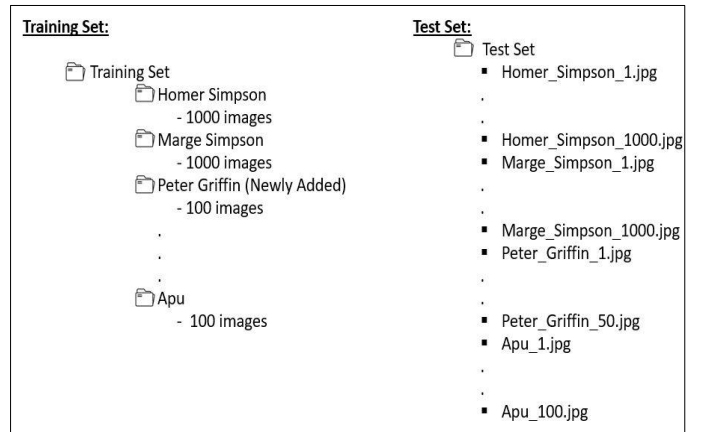 Training Set:
Training Set
Homer Simpson
- 1000 images
Marge Simpson
- 1000 images
Peter Griffin (Newly Added)
- 100 images
.
.
.
Apu
- 100 images
Test Set:
Test Set
▪ Homer_Simpson_1.jpg
.
.
▪ Homer_Simpson_1000.jpg
▪ Marge_Simpson_1.jpg
.
.
▪ Marge_Simpson_1000.jpg
▪ Peter_Griffin_1.jpg
.
.
▪ Peter_Griffin_50.jpg
▪ Apu_1.jpg
.
.
▪ Apu_100.jpg